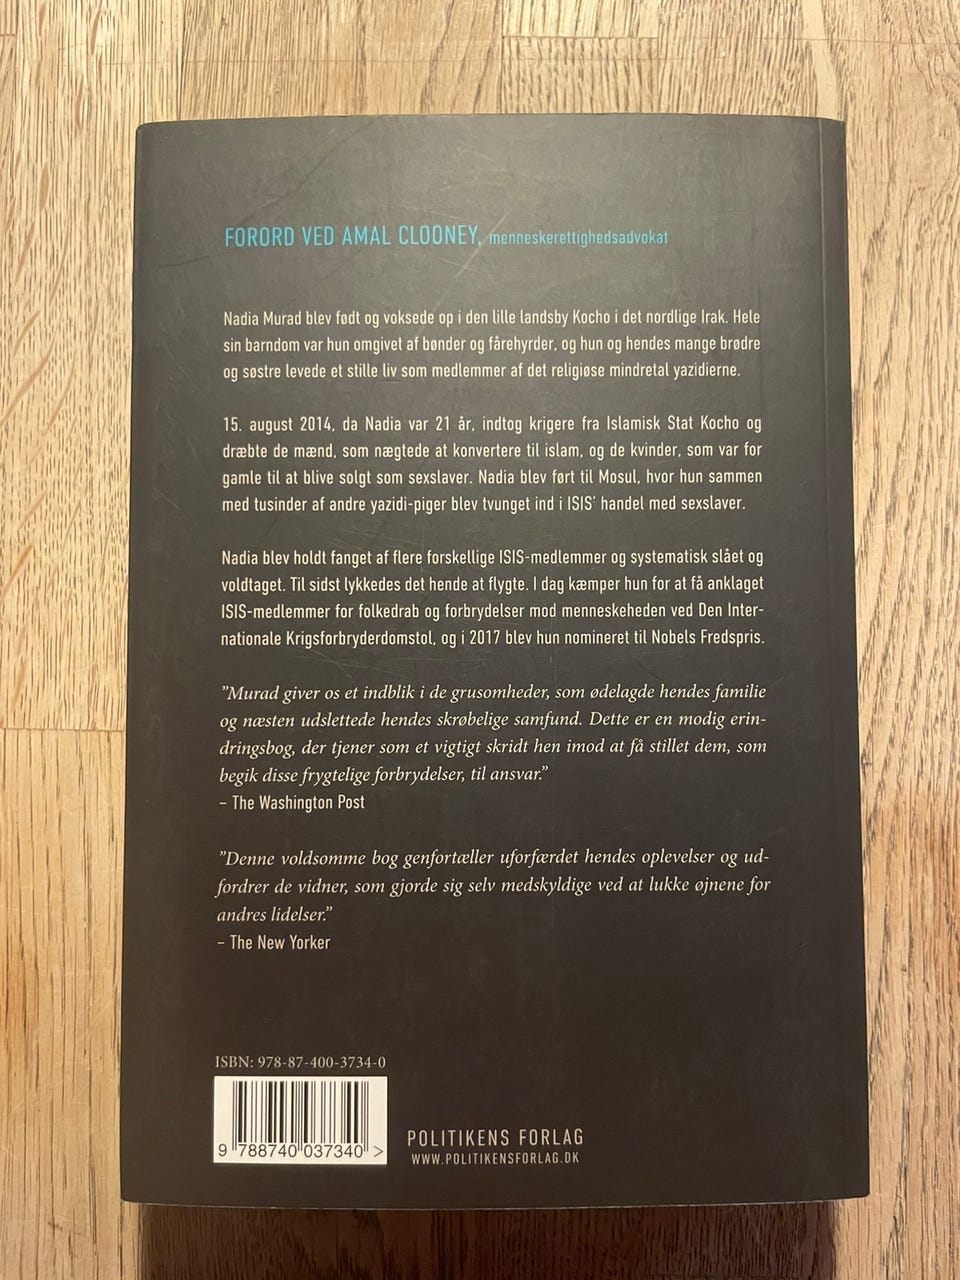 FORORD VED AMAL CLOONEY, menneskerettighedsadvokat
Nadia Murad blev født og voksede op i den lille landsby Kocho i det nordlige Irak. Hele
sin barndom var hun omgivet af bønder og fårehyrder, og hun og hendes mange brødre
og søstre levede et stille liv som medlemmer af det religiøse mindretal yazidierne.
15. august 2014, da Nadia var 21 år, indtog krigere fra Islamisk Stat Kocho og
dræbte de mænd, som nægtede at konvertere til islam, og de kvinder, som var for
gamle til at blive solgt som sexslaver. Nadia blev ført til Mosul, hvor hun sammen
med tusinder af andre yazidi-piger blev tvunget ind i ISIS' handel med sexslaver.
Nadia blev holdt fanget af flere forskellige ISIS-medlemmer og systematisk slået og
voldtaget. Til sidst lykkedes det hende at flygte. I dag kæmper hun for at få anklaget
ISIS-medlemmer for folkedrab og forbrydelser mod menneskeheden ved Den Inter-
nationale Krigsforbryderdomstol, og i 2017 blev hun nomineret til Nobels Fredspris.
”Murad giver os et indblik i de grusomheder, som ødelagde hendes familie
og næsten udslettede hendes skrøbelige samfund. Dette er en modig erin-
dringsbog, der tjener som et vigtigt skridt hen imod at få stillet dem, som
begik disse frygtelige forbrydelser, til ansvar.”
– The Washington Post
”Denne voldsomme bog genfortæller uforfærdet hendes oplevelser og ud-
fordrer de vidner, som gjorde sig selv medskyldige ved at lukke øjnene for
andres lidelser.”
– The New Yorker
ISBN: 978-87-400-3734-0
9 788740 037340 >
POLITIKENS FORLAG
WWW.POLITIKENSFORLAG.DK